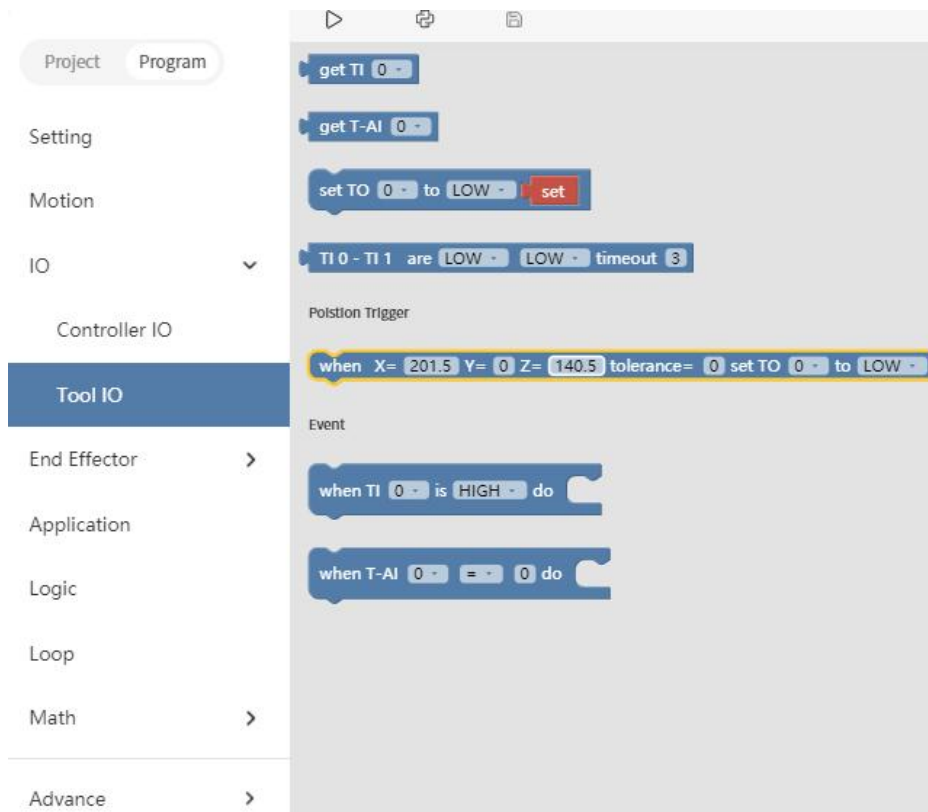 Project Program
Setting
Motion
IO
Controller IO
Tool IO
End Effector
Application
Logic
Loop
Math
Advance
get TI 0
get T-AI 0
set TO 0 to LOW set
TI 0 - TI 1 are LOW LOW timeout 3
Poistion Trigger
when X= 201.5 Y= 0 Z= 140.5 tolerance= 0 set TO 0 to LOW
Event
when TI 0 is HIGH do
when T-AI 0 = 0 do